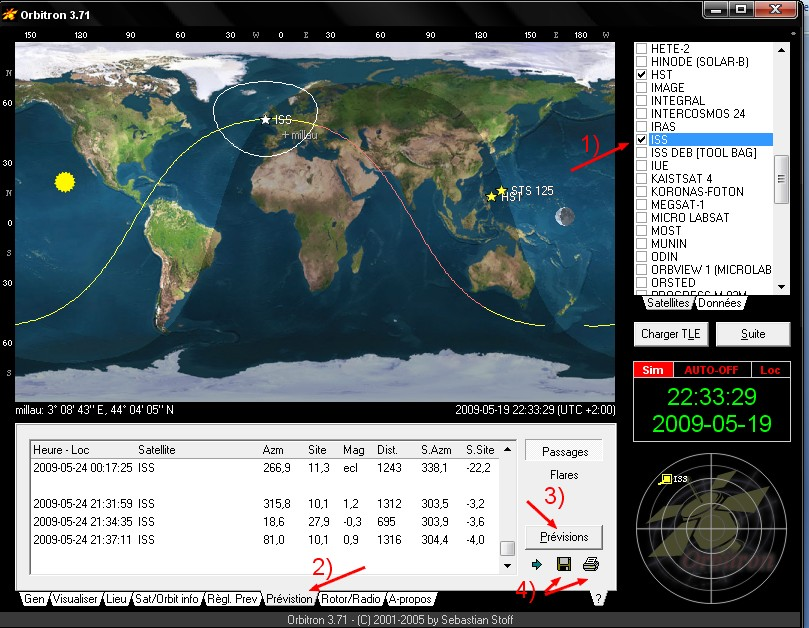 Orbitron 3.71
150 120 90 60 30 W 0 E 30 60 90 120 150 E 180 W
N
60
30
N
0
S
30
60
S
ISS
millau
STS 125
HST
millau: 3° 08' 43'' E, 44° 04' 05'' N
2009-05-19 22:33:29 (UTC +2:00)
HETE-2
HINODE (SOLAR-B)
HST
IMAGE
INTEGRAL
INTERCOSMOS 24
IRAS
ISS
ISS DEB [TOOL BAG]
IUE
KAISTSAT 4
KORONAS-FOTON
MEGSAT-1
MICRO LABSAT
MOST
MUNIN
ODIN
ORBVIEW 1 (MICROLAB
ORSTED
1)
Satellites Données
Charger TLE Suite
Sim AUTO-OFF Loc
22:33:29
2009-05-19
ISS
Orbitron
Heure - Loc Satellite Azm Site Mag Dist. S.Azm S.Site
2009-05-24 00:17:25 ISS 266,9 11,3 ecl 1243 338,1 -22,2
2009-05-24 21:31:59 ISS 315,8 10,1 1,2 1312 303,5 -3,2
2009-05-24 21:34:35 ISS 18,6 27,9 -0,3 695 303,9 -3,6
2009-05-24 21:37:11 ISS 81,0 10,1 0,9 1316 304,4 -4,0
Passages
Flares
3)
Prévisions
2)
4)
Gen Visualiser Lieu Sat/Orbit info Règl. Prev Prévistion Rotor/Radio A-propos ?
Orbitron 3.71 - (C) 2001-2005 by Sebastian Stoff